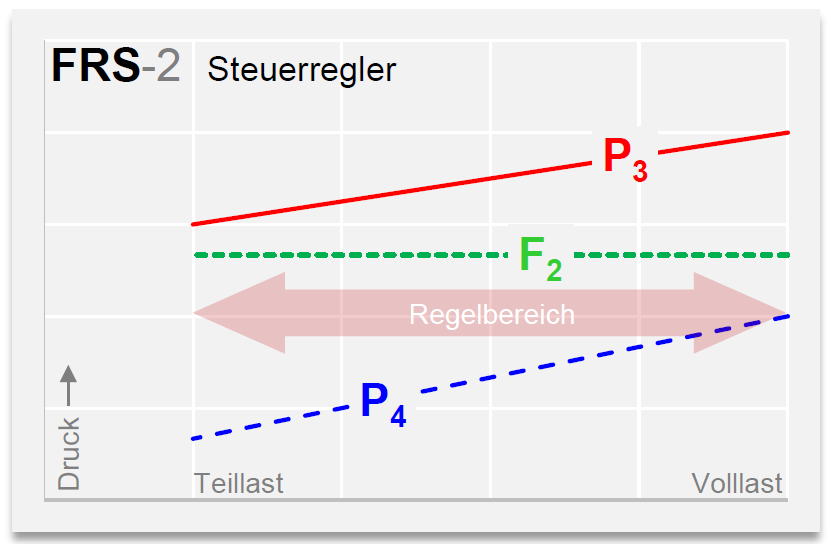 FRS-2 Steuerregler
P₃
F₂
Regelbereich
P₄
Druck
Teillast Volllast